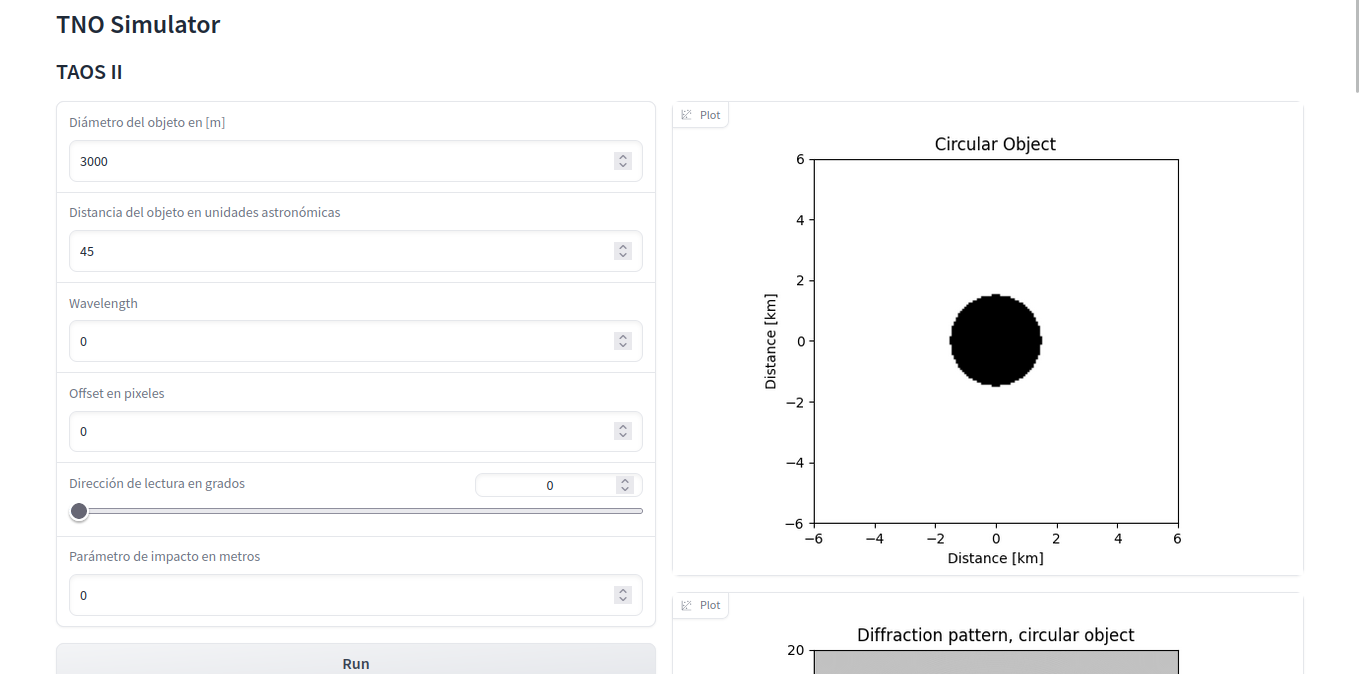 TNO Simulator
TAOS II
Diámetro del objeto en [m]
3000
Distancia del objeto en unidades astronómicas
45
Wavelength
0
Offset en pixeles
0
Dirección de lectura en grados
0
Parámetro de impacto en metros
0
Run
Plot
Circular Object
6
4
2
0
−2
−4
−6
Distance [km]
−6 −4 −2 0 2 4 6
Distance [km]
Plot
Diffraction pattern, circular object
20